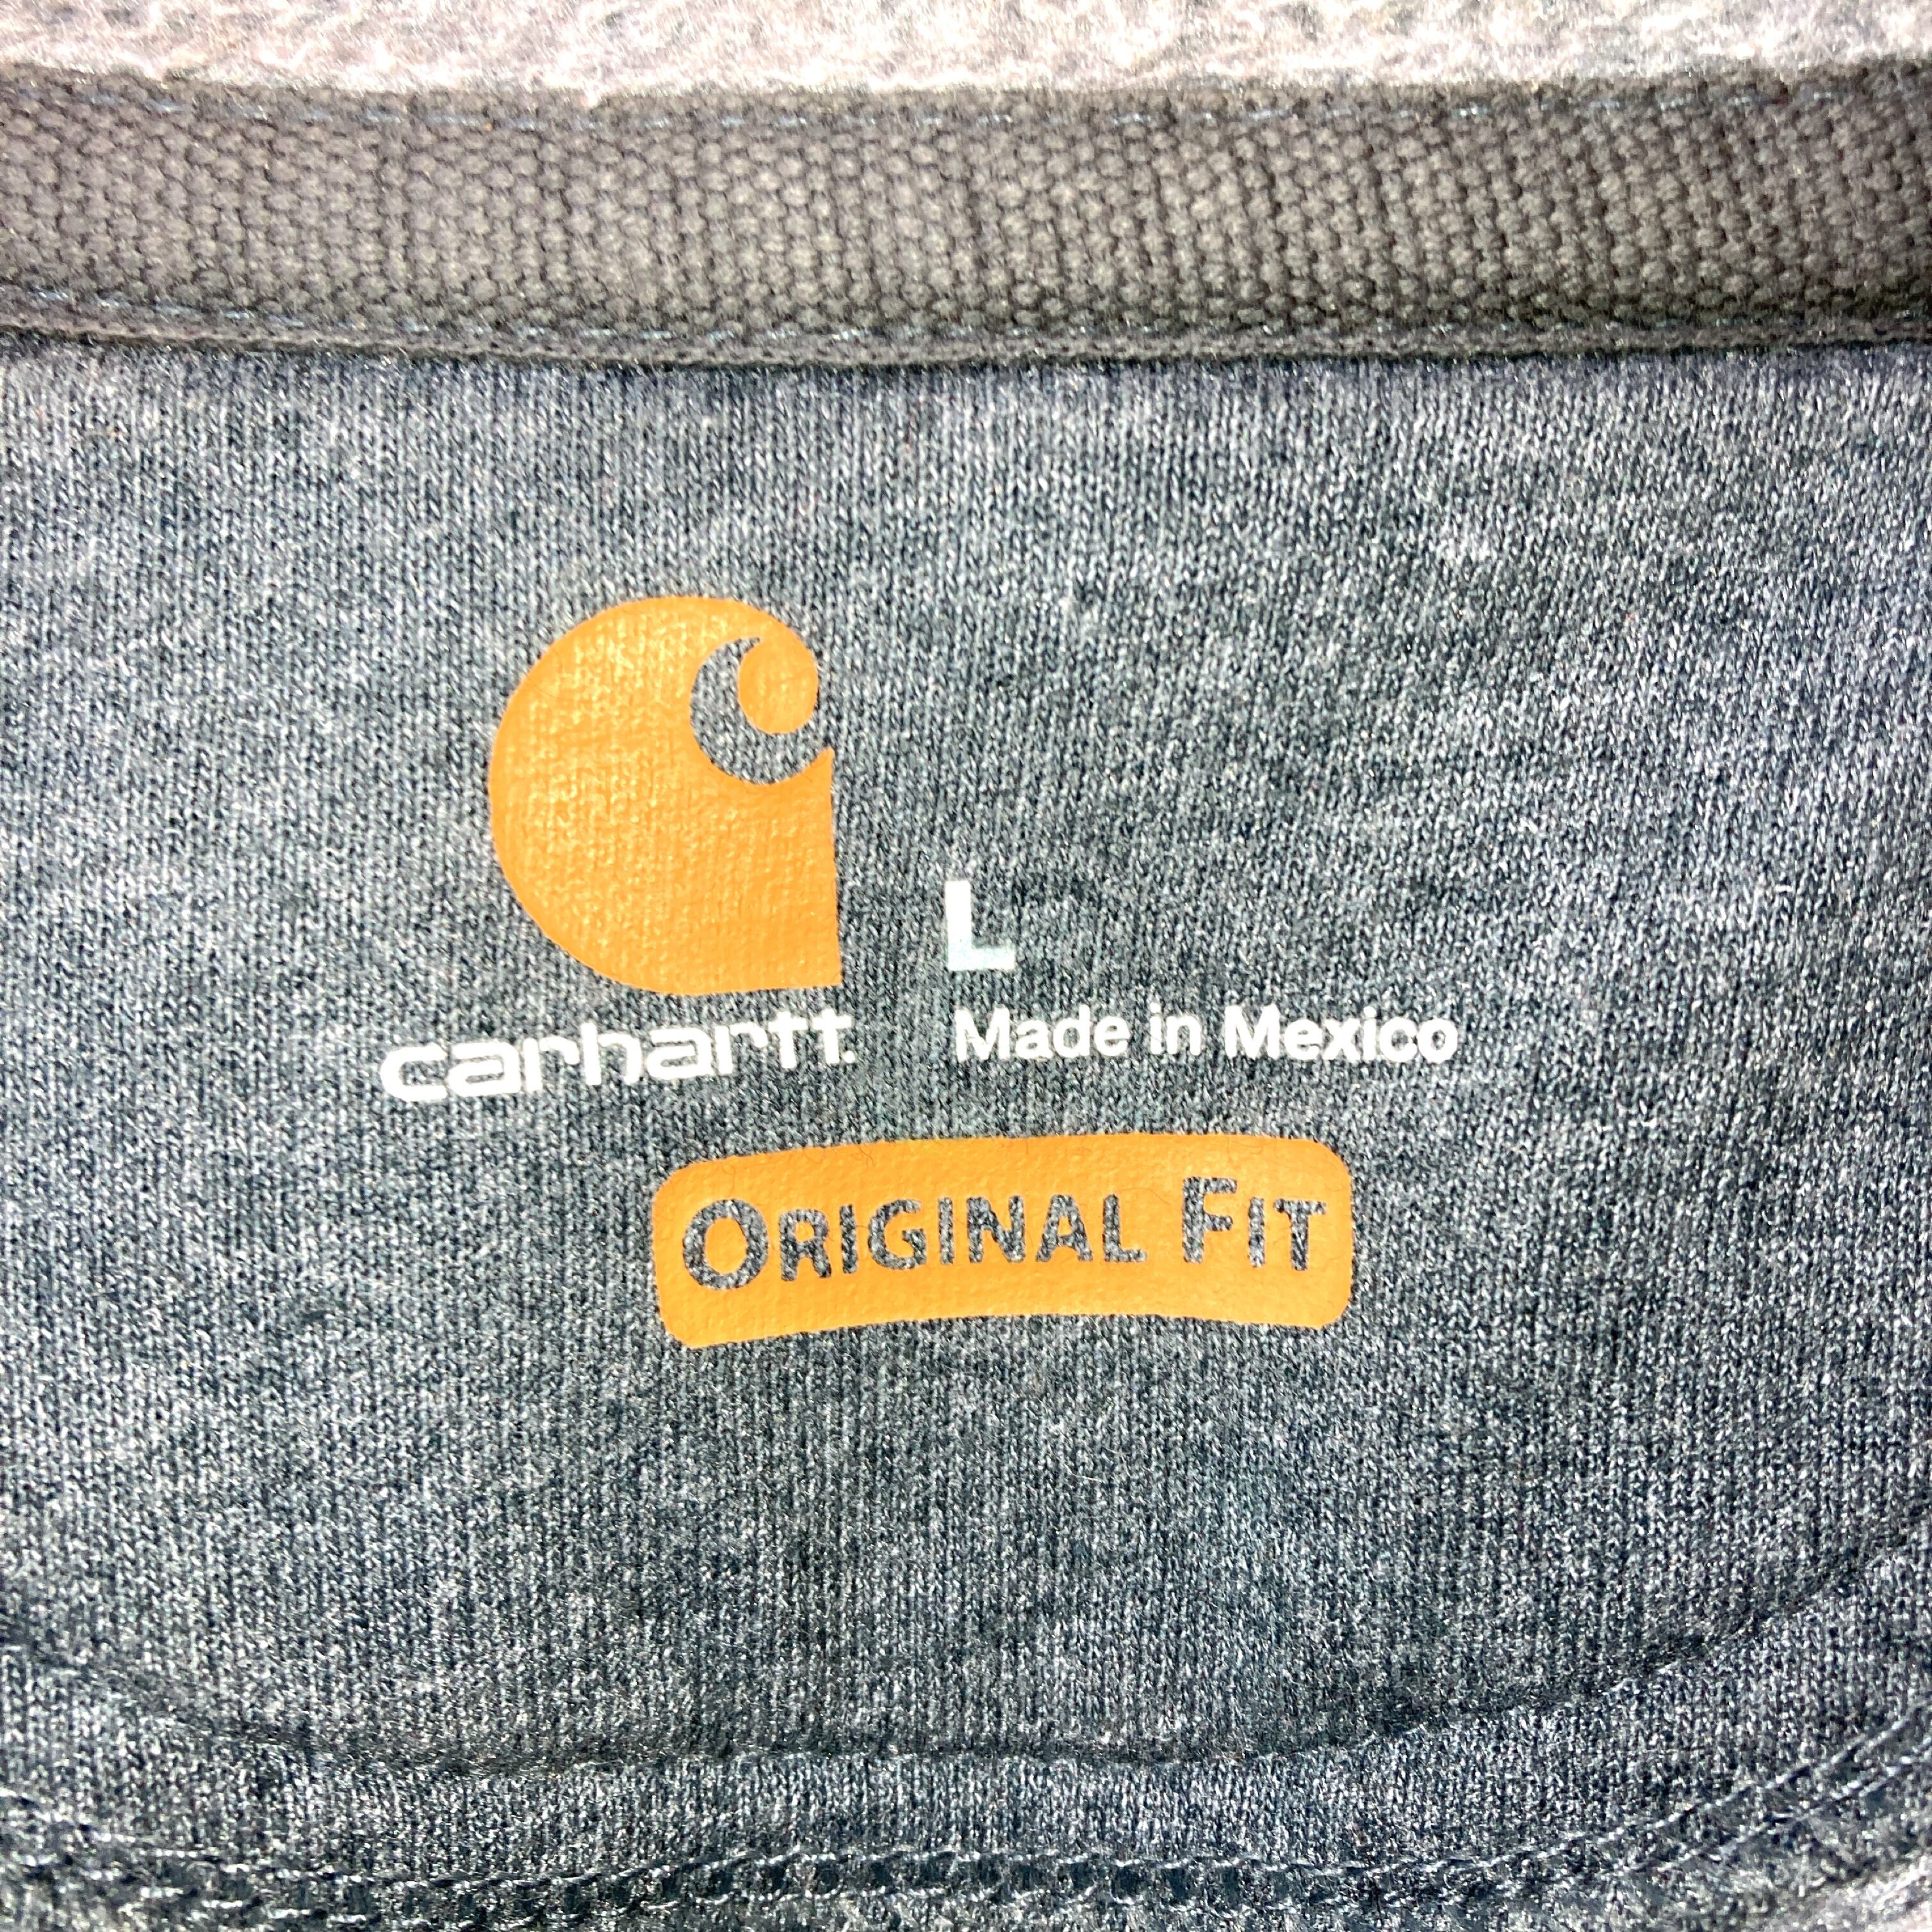 L
carhartt.
Made in Mexico
ORIGINAL FIT